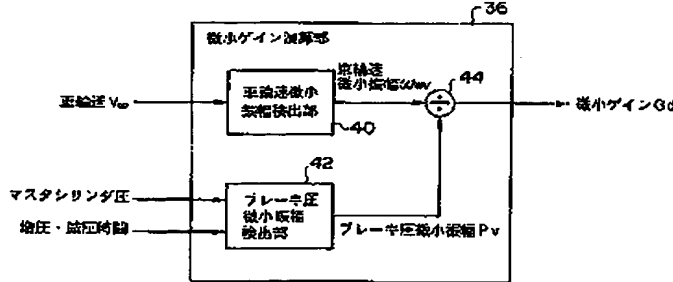 36
微小ゲイン演算部
車輪速 Vω
車輪速微小
振幅検出部
40
車輪速
微小振幅ωwv
44
÷
微小ゲインGd
42
マスタシリンダ圧
増圧・減圧時間
ブレーキ圧
微小振幅
検出部
ブレーキ圧微小振幅Pv